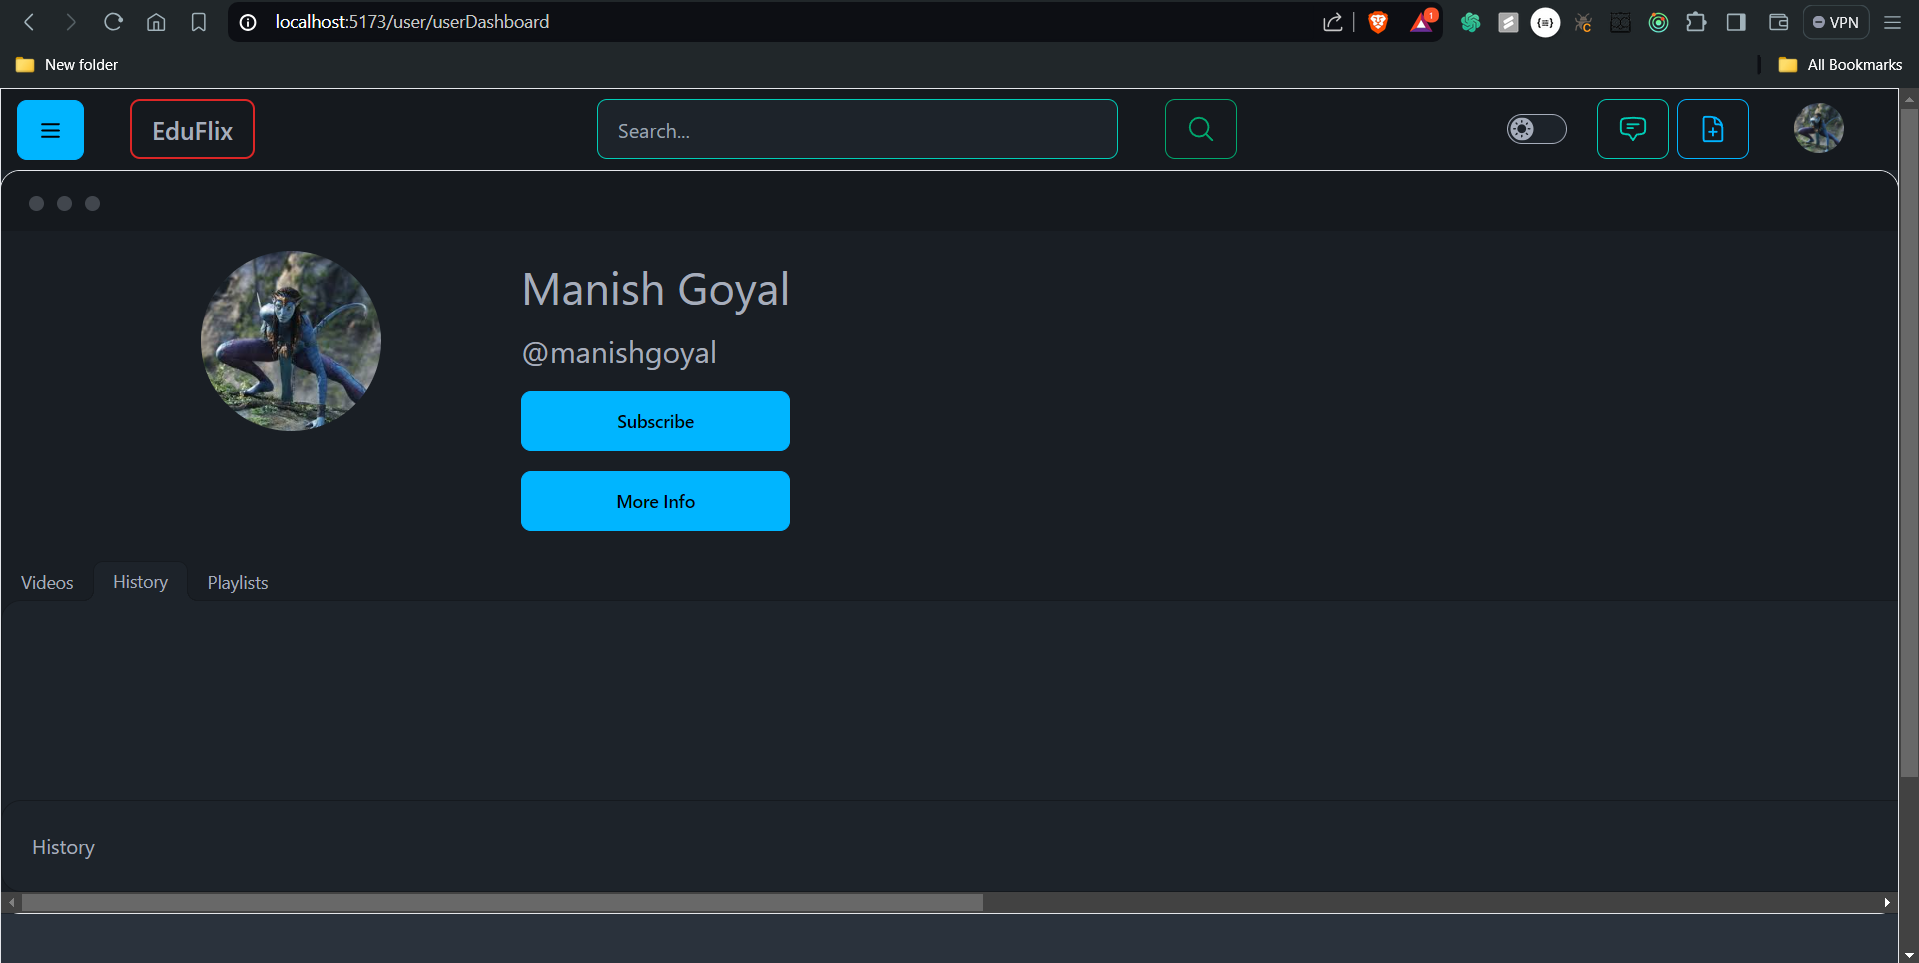 localhost:5173/user/userDashboard
1
VPN
New folder
All Bookmarks
EduFlix
Search...
Manish Goyal
@manishgoyal
Subscribe
More Info
Videos
History
Playlists
History